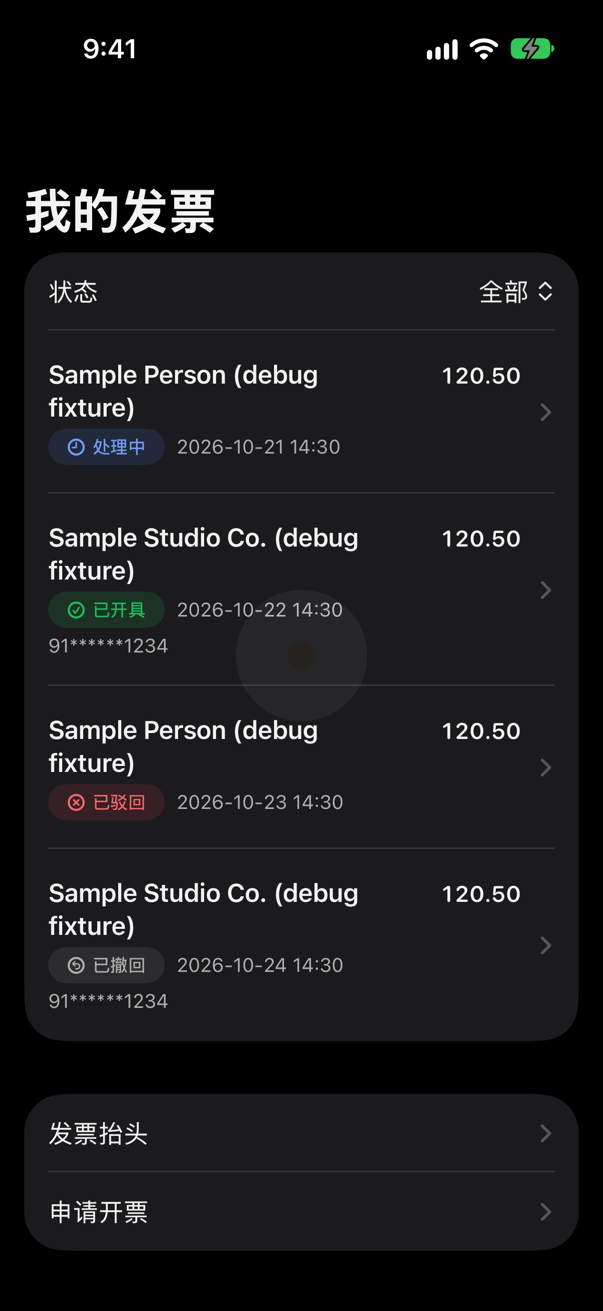 9:41
我的发票
状态 全部
Sample Person (debug fixture) 120.50
处理中 2026-10-21 14:30
Sample Studio Co. (debug fixture) 120.50
已开具 2026-10-22 14:30
91******1234
Sample Person (debug fixture) 120.50
已驳回 2026-10-23 14:30
Sample Studio Co. (debug fixture) 120.50
已撤回 2026-10-24 14:30
91******1234
发票抬头
申请开票